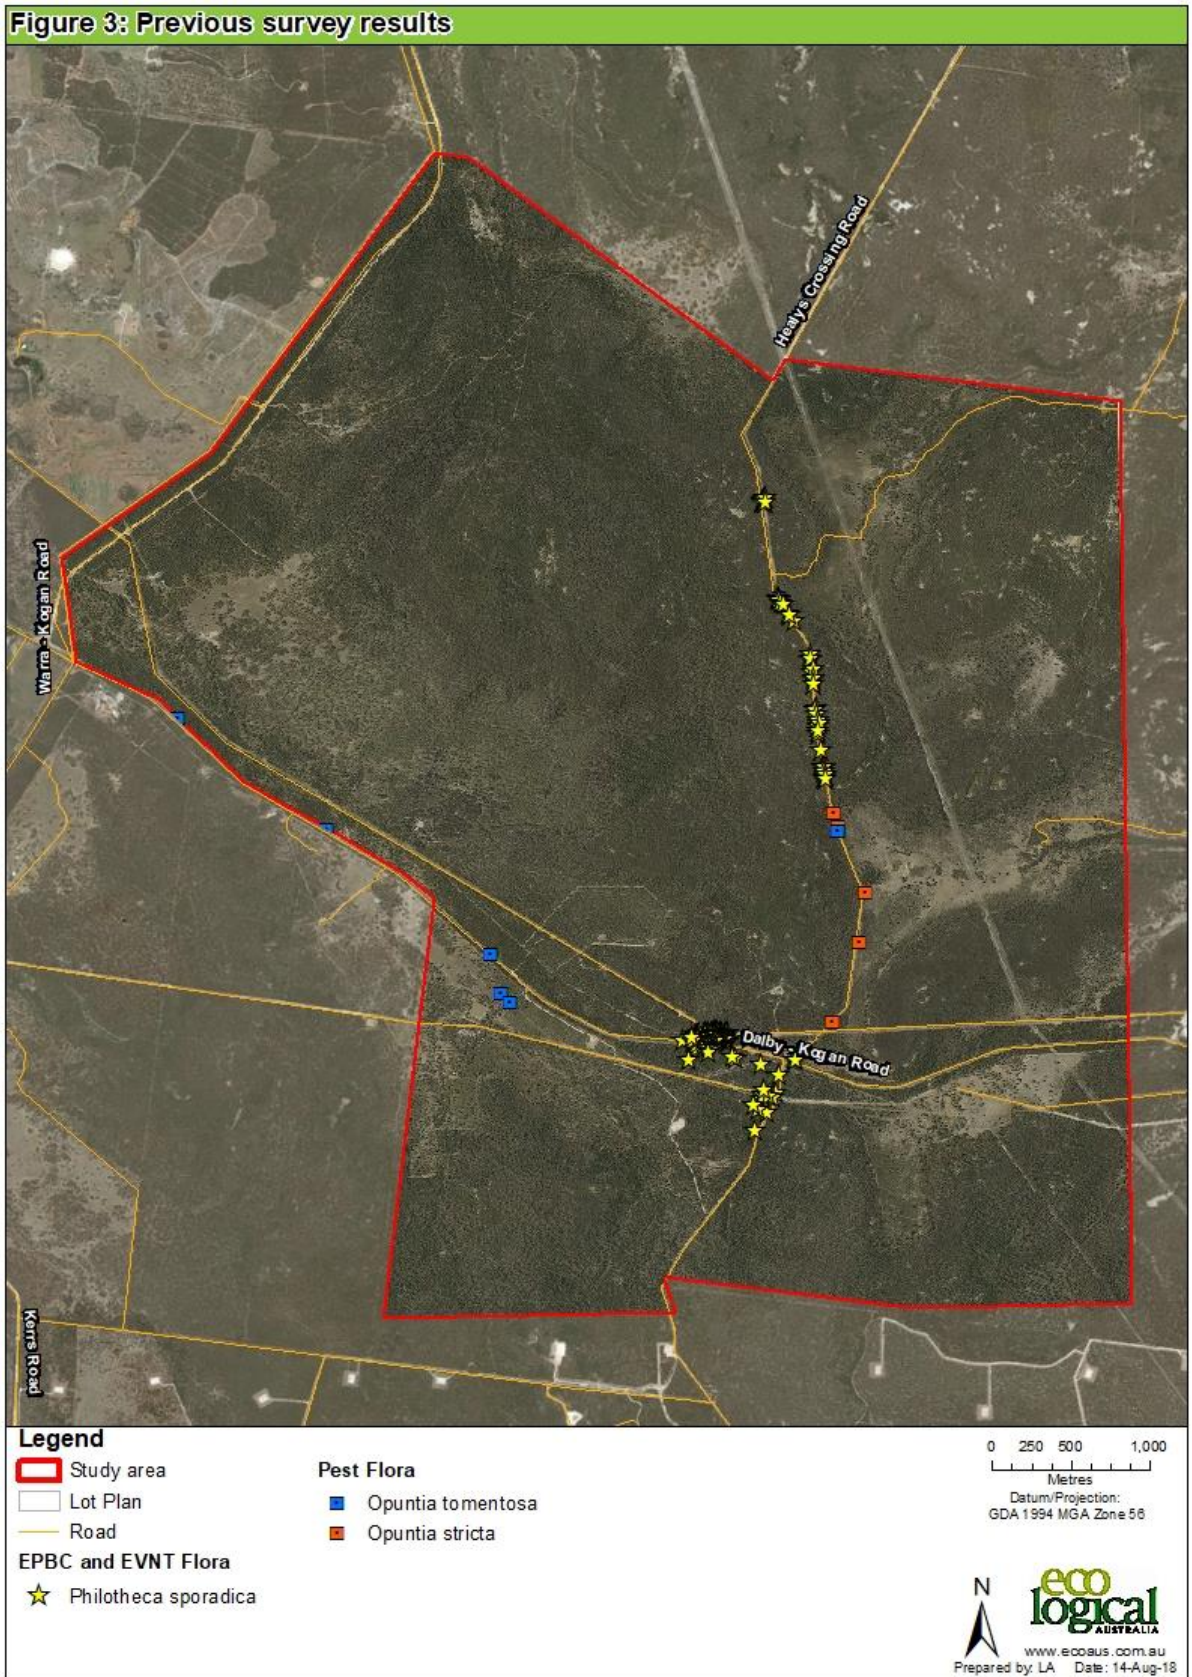 Figure 3: Previous survey results
Healys Crossing Road
Warra - Kogan Road
Dalby - Kogan Road
Kerrs Road
Legend
Study area
Lot Plan
Road
EPBC and EVNT Flora
Philotheca sporadica
Pest Flora
Opuntia tomentosa
Opuntia stricta
0 250 500 1,000
Metres
Datum/Projection:
GDA 1994 MGA Zone 56
N
eco
logical
AUSTRALIA
www.ecoaus.com.au
Prepared by: LA Date: 14-Aug-18